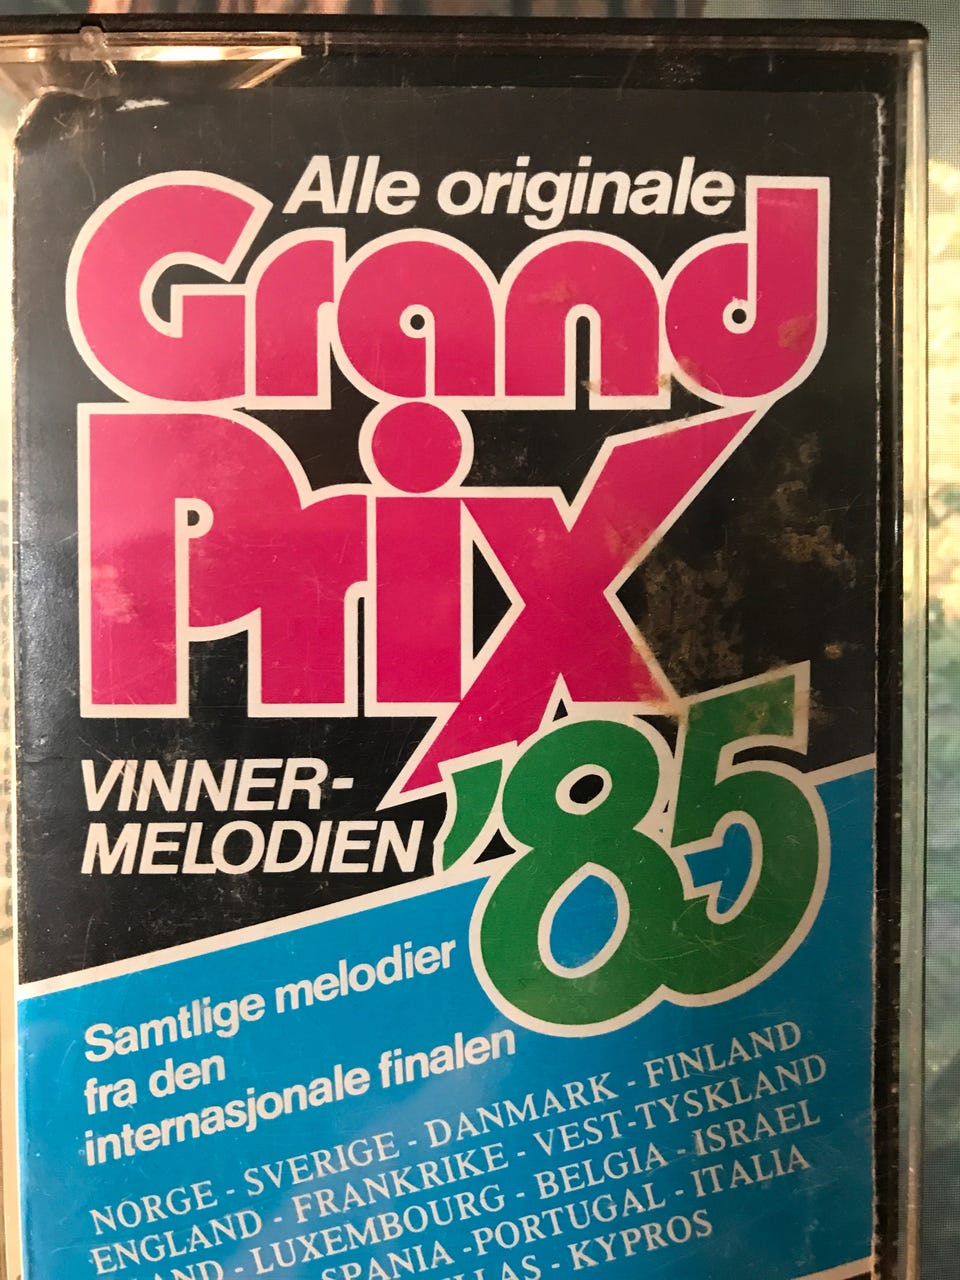 Alle originale
Grand
Prix
'85
VINNER-
MELODIEN
Samtlige melodier
fra den
internasjonale finalen
NORGE - SVERIGE - DANMARK - FINLAND
ENGLAND - FRANKRIKE - VEST-TYSKLAND
LUXEMBOURG - BELGIA - ISRAEL
SPANIA - PORTUGAL - ITALIA
KYPROS